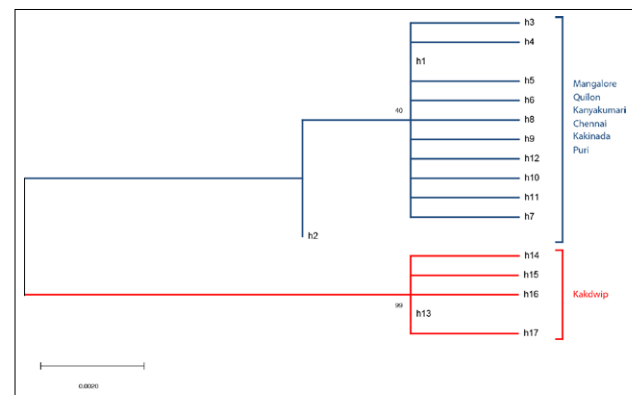 h3
h4
h1
h5
h6
40
h8
h9
h12
h10
h11
h7
h2
Mangalore
Quilon
Kanyakumari
Chennai
Kakinada
Puri
h14
h15
h16
99
h13
h17
Kakdwip
0.0020